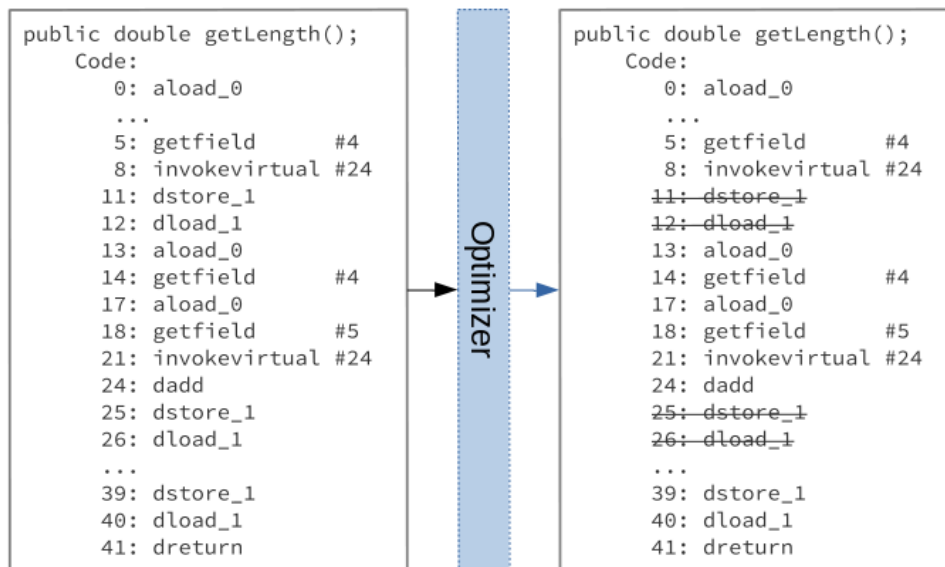 public double getLength();
Code:
0: aload_0
...
5: getfield #4
8: invokevirtual #24
11: dstore_1
12: dload_1
13: aload_0
14: getfield #4
17: aload_0
18: getfield #5
21: invokevirtual #24
24: dadd
25: dstore_1
26: dload_1
...
39: dstore_1
40: dload_1
41: dreturn
Optimizer
public double getLength();
Code:
0: aload_0
...
5: getfield #4
8: invokevirtual #24
11: dstore_1
12: dload_1
13: aload_0
14: getfield #4
17: aload_0
18: getfield #5
21: invokevirtual #24
24: dadd
25: dstore_1
26: dload_1
...
39: dstore_1
40: dload_1
41: dreturn